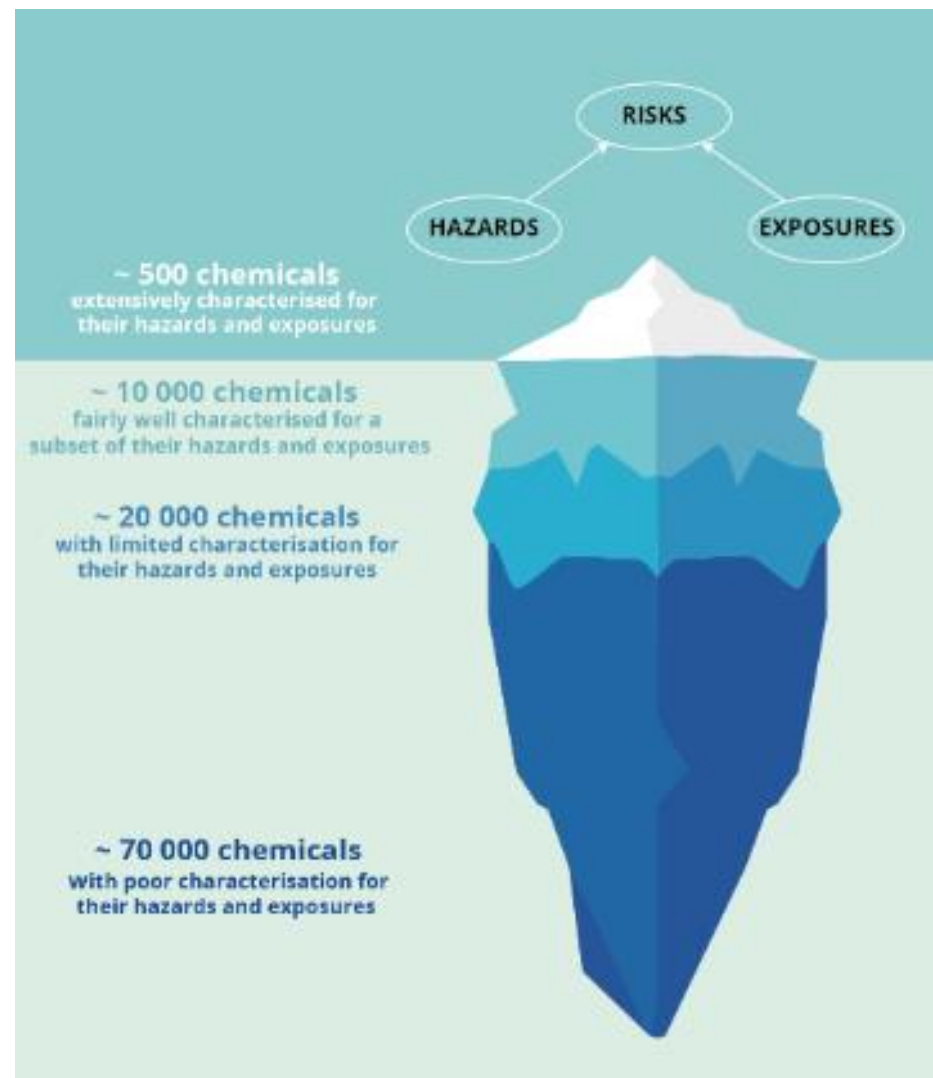 RISKS
HAZARDS
EXPOSURES
~ 500 chemicals
extensively characterised for
their hazards and exposures
~ 10 000 chemicals
fairly well characterised for a
subset of their hazards and exposures
~ 20 000 chemicals
with limited characterisation for
their hazards and exposures
~ 70 000 chemicals
with poor characterisation for
their hazards and exposures